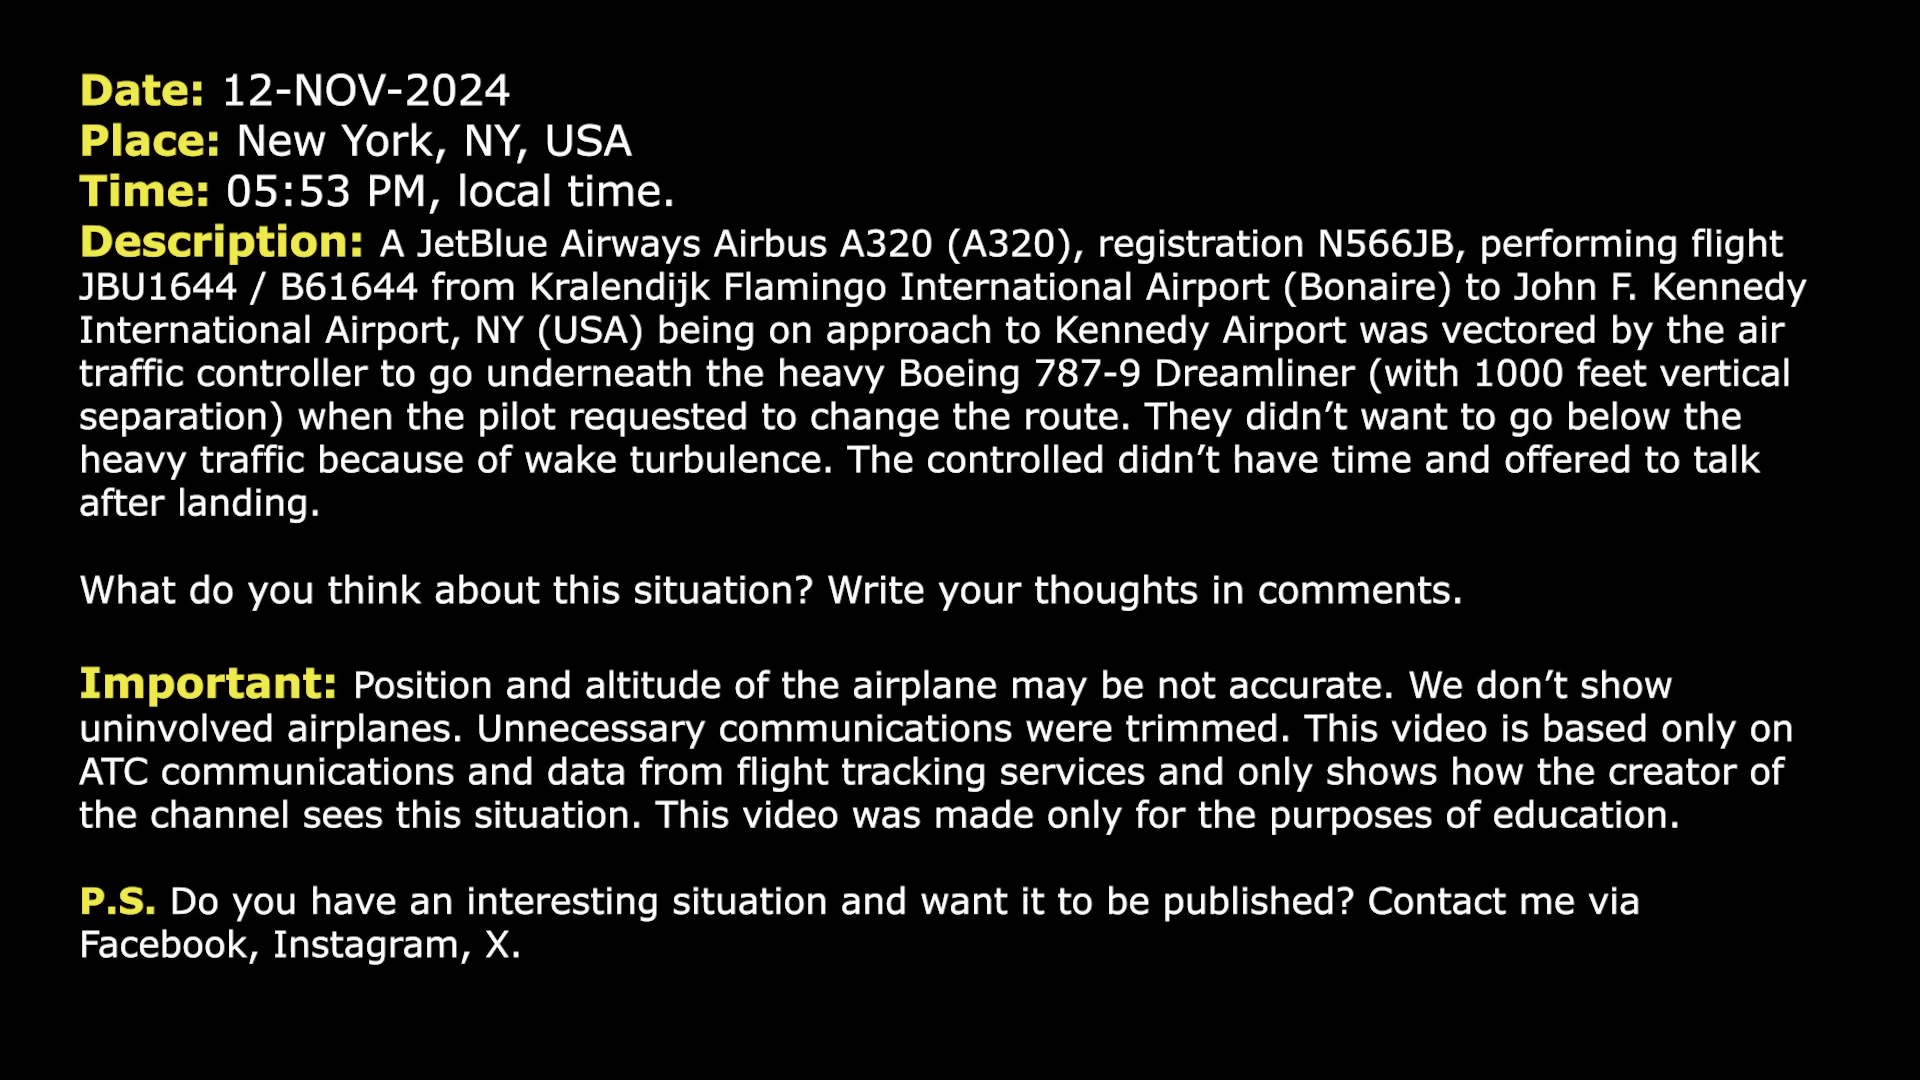 Date: 12-NOV-2024
Place: New York, NY, USA
Time: 05:53 PM, local time.
Description: A JetBlue Airways Airbus A320 (A320), registration N566JB, performing flight
JBU1644 / B61644 from Kralendijk Flamingo International Airport (Bonaire) to John F. Kennedy
International Airport, NY (USA) being on approach to Kennedy Airport was vectored by the air
traffic controller to go underneath the heavy Boeing 787-9 Dreamliner (with 1000 feet vertical
separation) when the pilot requested to change the route. They didn’t want to go below the
heavy traffic because of wake turbulence. The controlled didn’t have time and offered to talk
after landing.
What do you think about this situation? Write your thoughts in comments.
Important: Position and altitude of the airplane may be not accurate. We don’t show
uninvolved airplanes. Unnecessary communications were trimmed. This video is based only on
ATC communications and data from flight tracking services and only shows how the creator of
the channel sees this situation. This video was made only for the purposes of education.
P.S. Do you have an interesting situation and want it to be published? Contact me via
Facebook, Instagram, X.